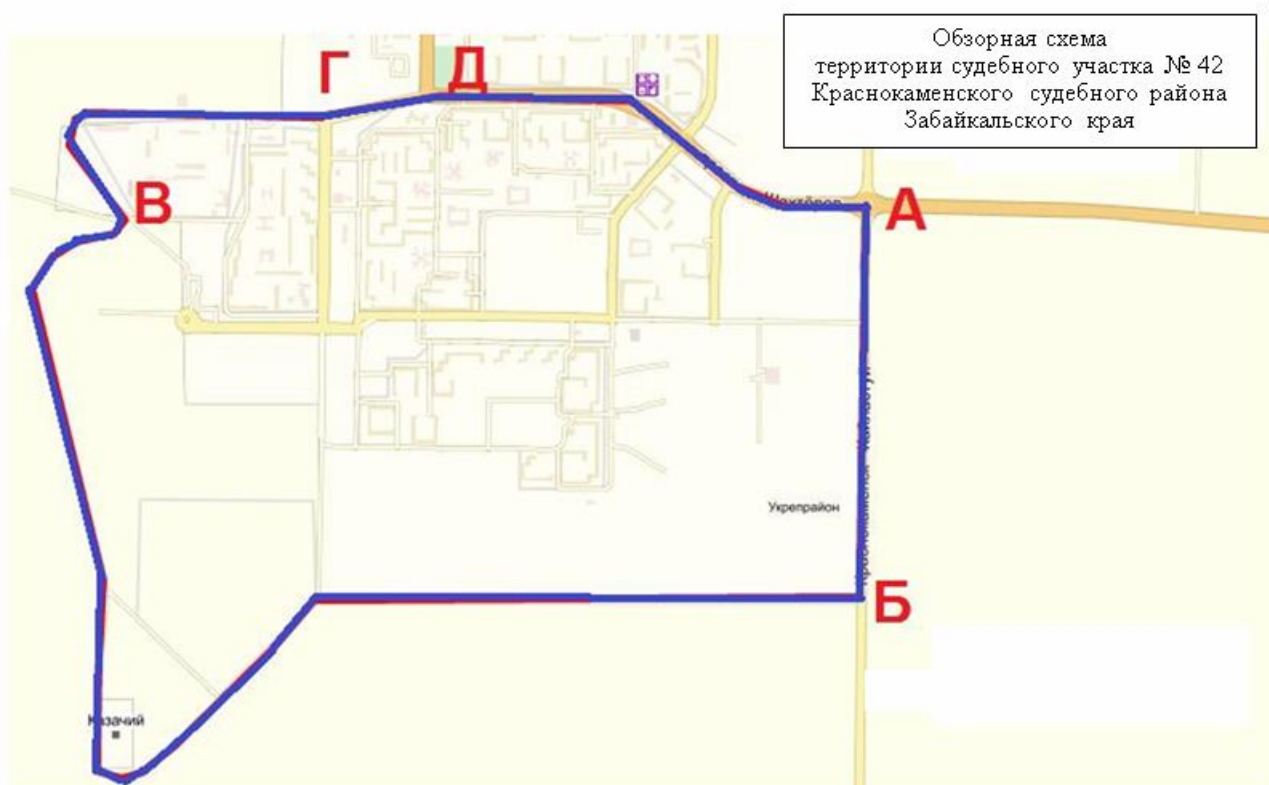 Обзорная схема
территории судебного участка № 42
Краснокаменского судебного района
Забайкальского края
Г
Д
В
А
Шахтёров
Укрепрайон
Б
Казачий